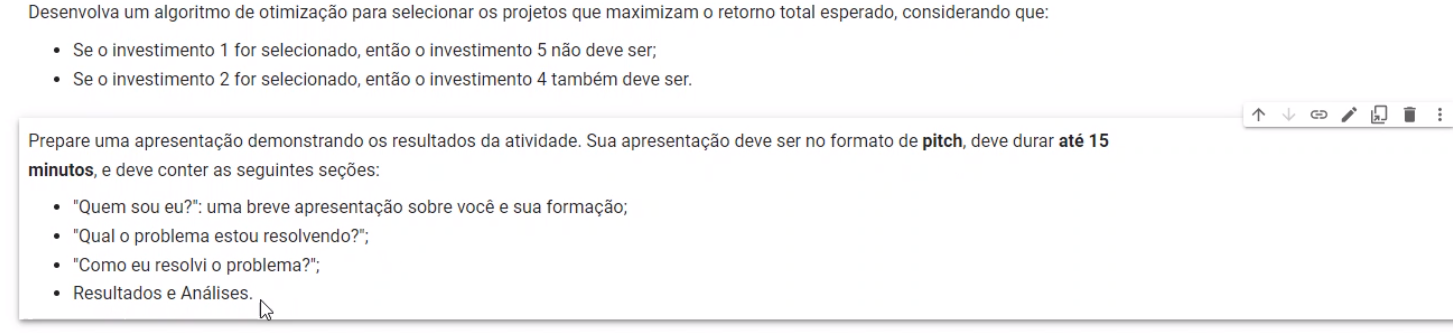 Desenvolva um algoritmo de otimização para selecionar os projetos que maximizam o retorno total esperado, considerando que:
• Se o investimento 1 for selecionado, então o investimento 5 não deve ser;
• Se o investimento 2 for selecionado, então o investimento 4 também deve ser.
Prepare uma apresentação demonstrando os resultados da atividade. Sua apresentação deve ser no formato de pitch, deve durar até 15
minutos, e deve conter as seguintes seções:
• "Quem sou eu?": uma breve apresentação sobre você e sua formação;
• "Qual o problema estou resolvendo?";
• "Como eu resolvi o problema?";
• Resultados e Análises.